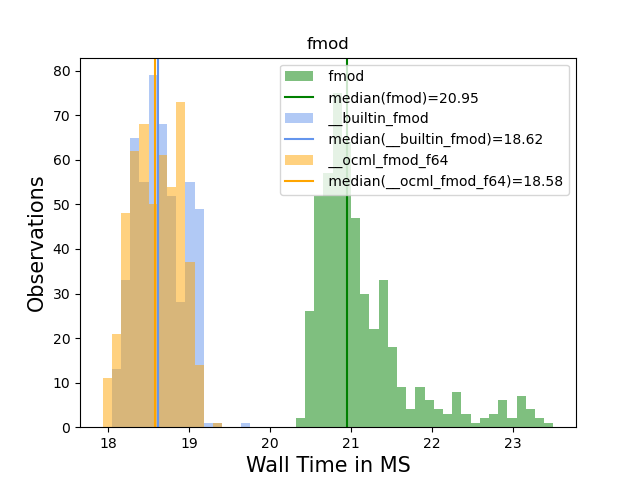 fmod
80
70
60
50
40
30
20
10
0
Observations
fmod
median(fmod)=20.95
__builtin_fmod
median(__builtin_fmod)=18.62
__ocml_fmod_f64
median(__ocml_fmod_f64)=18.58
18 19 20 21 22 23
Wall Time in MS